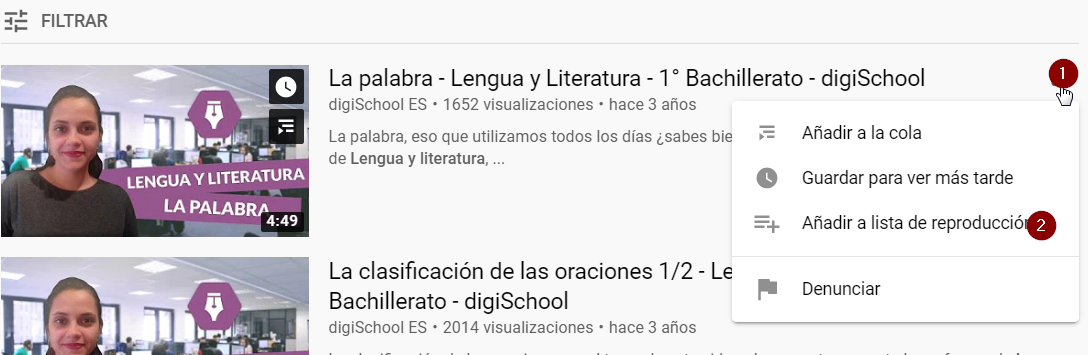 FILTRAR
La palabra - Lengua y Literatura - 1° Bachillerato - digiSchool
1
digiSchool ES • 1652 visualizaciones • hace 3 años
La palabra, eso que utilizamos todos los días ¿sabes bie
de Lengua y literatura, ...
LENGUA Y LITERATURA
LA PALABRA
4:49
Añadir a la cola
Guardar para ver más tarde
Añadir a lista de reproducción
2
Denunciar
La clasificación de las oraciones 1/2 - Le
Bachillerato - digiSchool
digiSchool ES • 2014 visualizaciones • hace 3 años